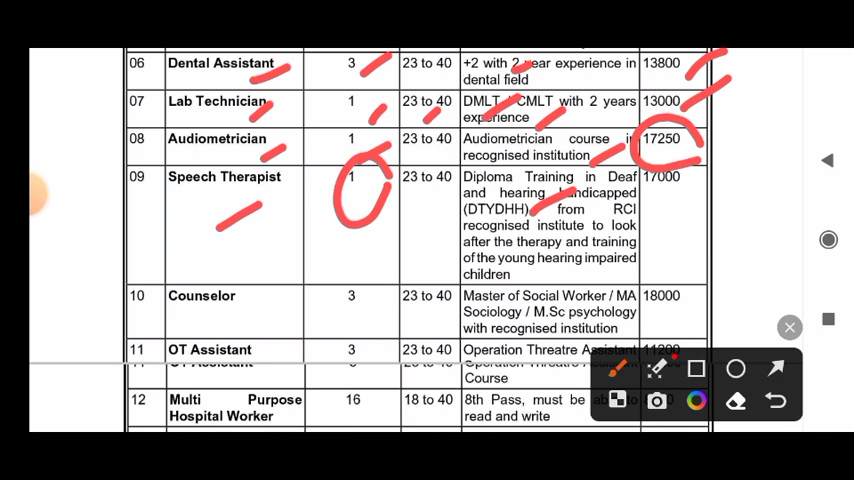 06 Dental Assistant 3 23 to 40 +2 with 2 year experience in 13800
dental field
07 Lab Technician 1 23 to 40 DMLT / CMLT with 2 years 13000
experience
08 Audiometrician 1 23 to 40 Audiometrician course in 17250
recognised institution
09 Speech Therapist 1 23 to 40 Diploma Training in Deaf 17000
and hearing handicapped
(DTYDHH) from RCI
recognised institute to look
after the therapy and training
of the young hearing impaired
children
10 Counselor 3 23 to 40 Master of Social Worker / MA 18000
Sociology / M.Sc psychology
with recognised institution
11 OT Assistant 3 23 to 40 Operation Threatre Assistant 11200
Course
12 Multi Purpose 16 18 to 40 8th Pass, must be to
Hospital Worker read and write